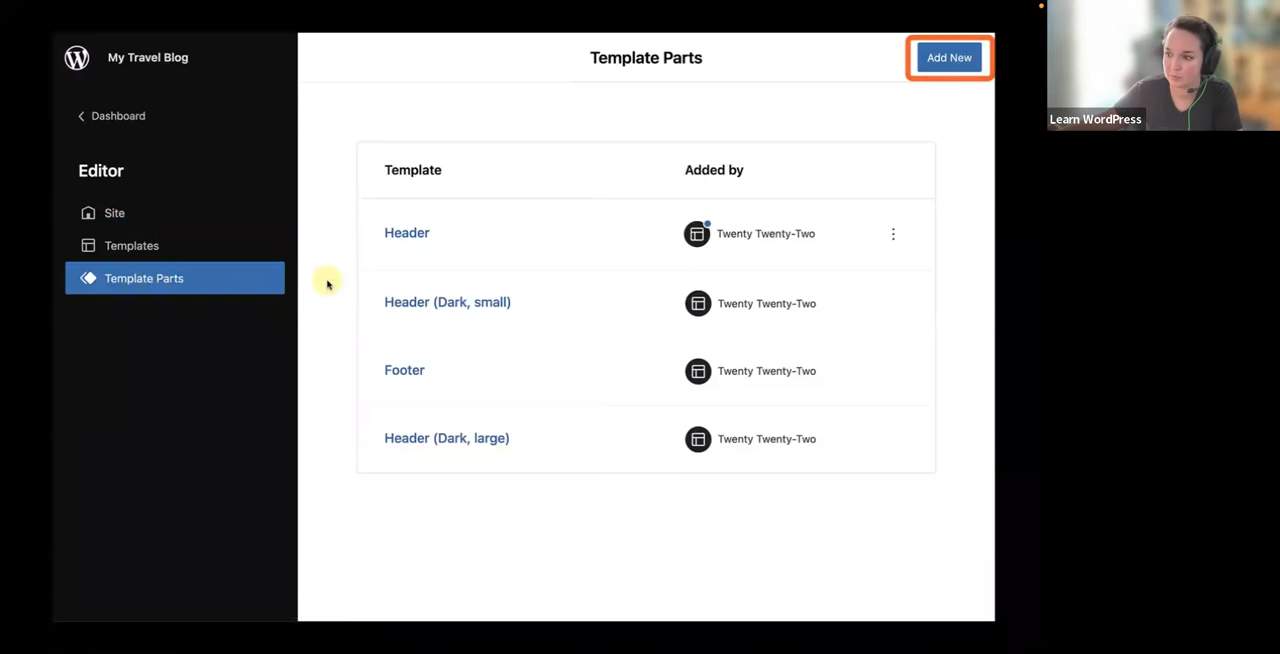 My Travel Blog
Template Parts
Add New
Learn WordPress
Dashboard
Editor
Site
Templates
Template Parts
Template
Added by
Header
Twenty Twenty-Two
Header (Dark, small)
Twenty Twenty-Two
Footer
Twenty Twenty-Two
Header (Dark, large)
Twenty Twenty-Two